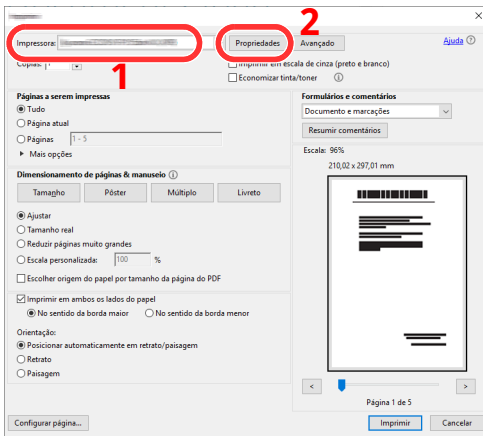 2
Impressora:
Propriedades
Avançado
Ajuda
1
Cópias:
Imprimir em escala de cinza (preto e branco)
Economizar tinta/toner
Páginas a serem impressas
Tudo
Página atual
Páginas 1 - 5
Mais opções
Formulários e comentários
Documento e marcações
Resumir comentários
Dimensionamento de páginas & manuseio
Tamanho Pôster Múltiplo Livreto
Ajustar
Tamanho real
Reduzir páginas muito grandes
Escala personalizada: 100 %
Escolher origem do papel por tamanho da página do PDF
Imprimir em ambos os lados do papel
No sentido da borda maior No sentido da borda menor
Orientação:
Posicionar automaticamente em retrato/paisagem
Retrato
Paisagem
Escala: 96%
210,02 x 297,01 mm
< >
Página 1 de 5
Configurar página...
Imprimir
Cancelar